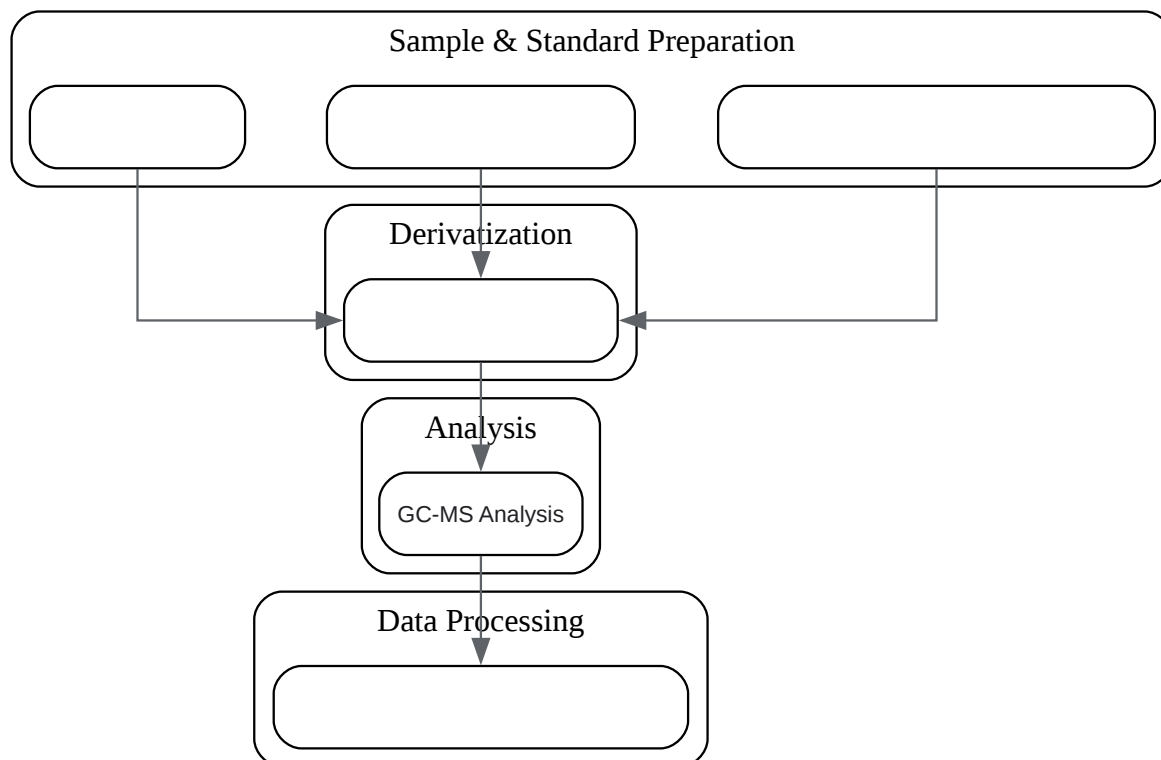 Sample & Standard Preparation
Derivatization
Analysis
GC-MS Analysis
Data Processing